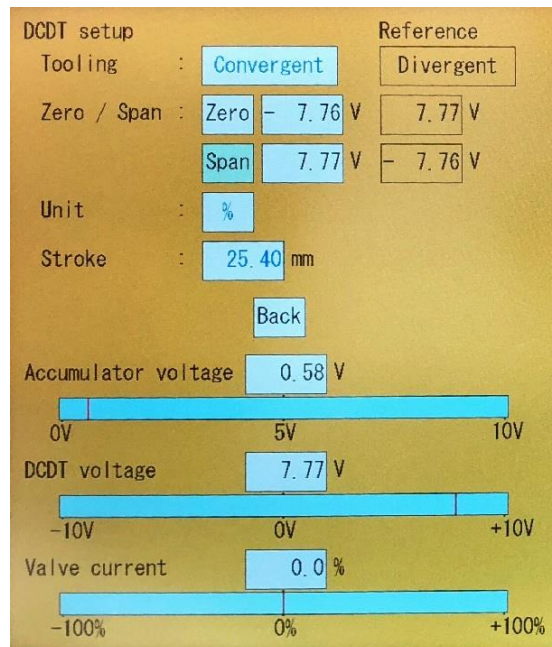 DCDT setup Reference
Tooling : Convergent Divergent
Zero / Span : Zero - 7.76 V 7.77 V
Span 7.77 V - 7.76 V
Unit : %
Stroke : 25.40 mm
Back
Accumulator voltage 0.58 V
0V 5V 10V
DCDT voltage 7.77 V
-10V 0V +10V
Valve current 0.0 %
-100% 0% +100%